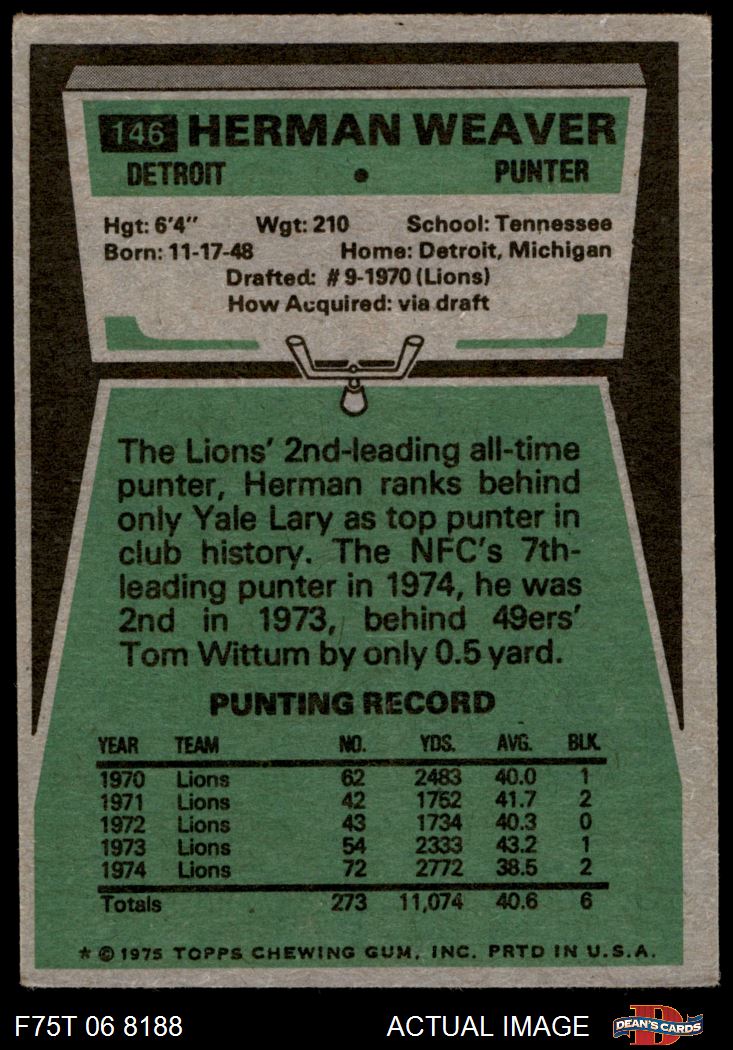 146 HERMAN WEAVER
DETROIT • PUNTER
Hgt: 6'4" Wgt: 210 School: Tennessee
Born: 11-17-48 Home: Detroit, Michigan
Drafted: #9-1970 (Lions)
How Acquired: via draft
The Lions' 2nd-leading all-time
punter, Herman ranks behind
only Yale Lary as top punter in
club history. The NFC's 7th-
leading punter in 1974, he was
2nd in 1973, behind 49ers'
Tom Wittum by only 0.5 yard.
PUNTING RECORD
YEAR TEAM NO. YDS. AVG. BLK.
1970 Lions 62 2483 40.0 1
1971 Lions 42 1752 41.7 2
1972 Lions 43 1734 40.3 0
1973 Lions 54 2333 43.2 1
1974 Lions 72 2772 38.5 2
Totals 273 11,074 40.6 6
* © 1975 TOPPS CHEWING GUM, INC. PRTD IN U.S.A.
F75T 06 8188 ACTUAL IMAGE D DEAN'S CARDS